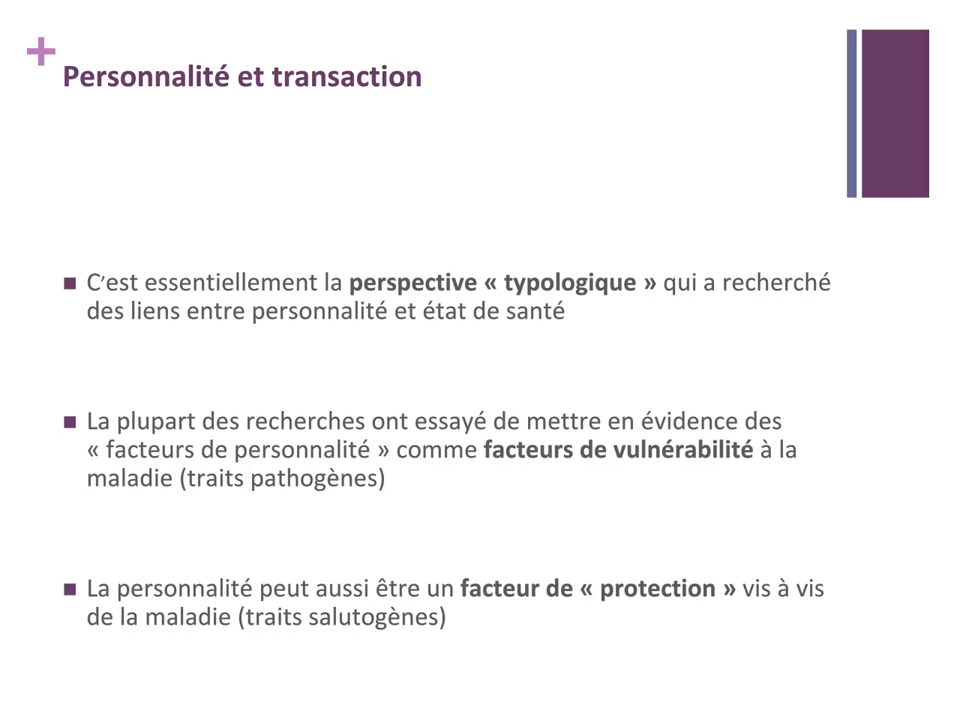 +
Personnalité et transaction
■ C’est essentiellement la perspective « typologique » qui a recherché
des liens entre personnalité et état de santé
■ La plupart des recherches ont essayé de mettre en évidence des
« facteurs de personnalité » comme facteurs de vulnérabilité à la
maladie (traits pathogènes)
■ La personnalité peut aussi être un facteur de « protection » vis à vis
de la maladie (traits salutogènes)